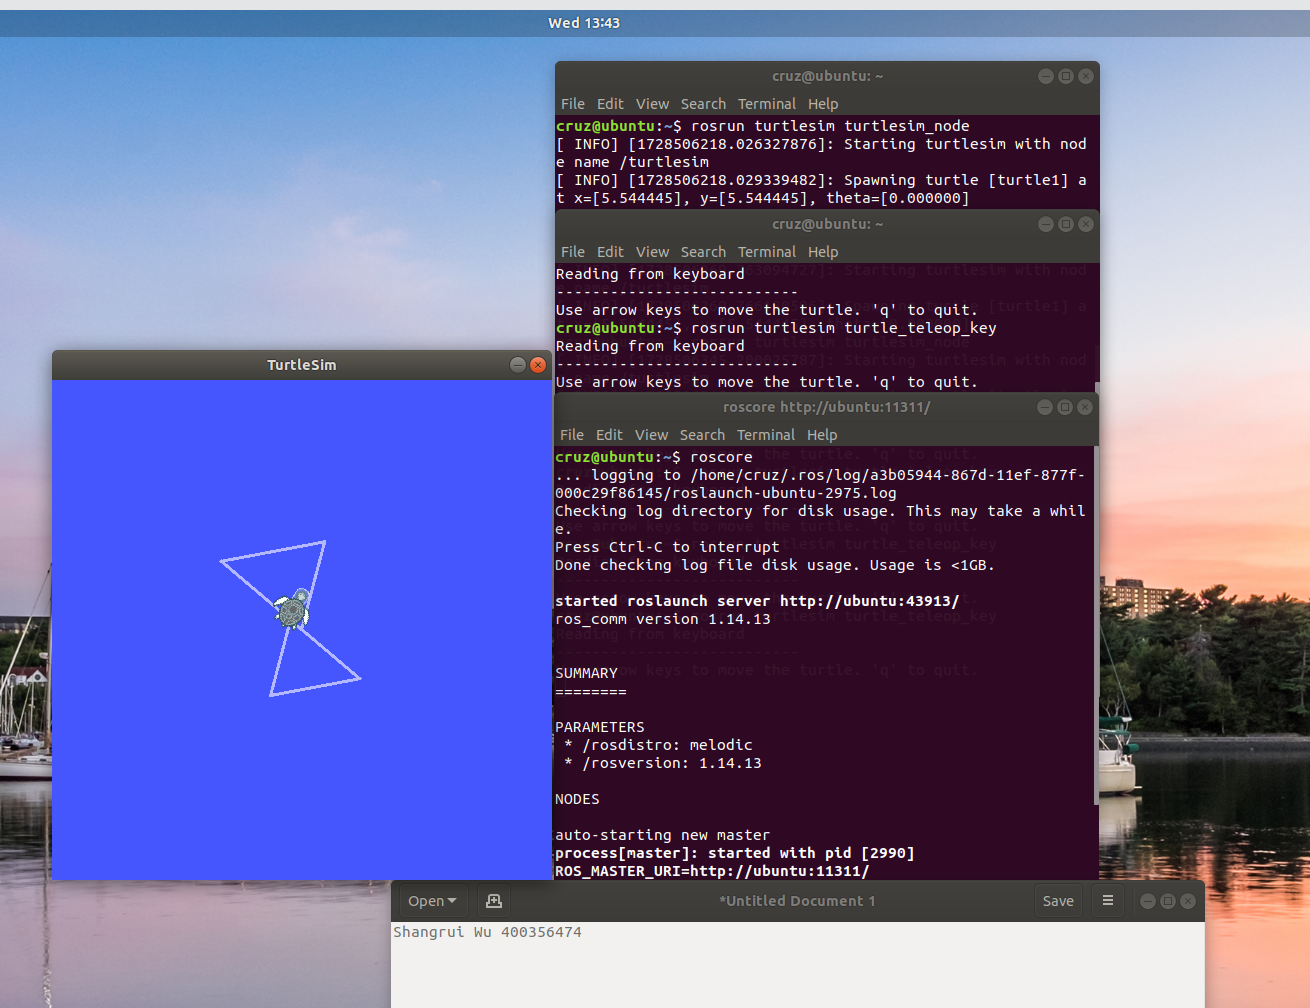 Wed 13:43
cruz@ubuntu: ~
File Edit View Search Terminal Help
cruz@ubuntu:~$ rosrun turtlesim turtlesim_node
[ INFO] [1728506218.026327876]: Starting turtlesim with nod
e name /turtlesim
[ INFO] [1728506218.029339482]: Spawning turtle [turtle1] a
t x=[5.544445], y=[5.544445], theta=[0.000000]
cruz@ubuntu: ~
File Edit View Search Terminal Help
Reading from keyboard
---------------------------
Use arrow keys to move the turtle. 'q' to quit.
cruz@ubuntu:~$ rosrun turtlesim turtle_teleop_key
Reading from keyboard
---------------------------
Use arrow keys to move the turtle. 'q' to quit.
TurtleSim
roscore http://ubuntu:11311/
File Edit View Search Terminal Help
cruz@ubuntu:~$ roscore
... logging to /home/cruz/.ros/log/a3b05944-867d-11ef-877f-
000c29f86145/roslaunch-ubuntu-2975.log
Checking log directory for disk usage. This may take a whil
e.
Press Ctrl-C to interrupt
Done checking log file disk usage. Usage is <1GB.
started roslaunch server http://ubuntu:43913/
ros_comm version 1.14.13
SUMMARY
========
PARAMETERS
* /rosdistro: melodic
* /rosversion: 1.14.13
NODES
auto-starting new master
process[master]: started with pid [2990]
ROS_MASTER_URI=http://ubuntu:11311/
Open *Untitled Document 1 Save
Shangrui Wu 400356474